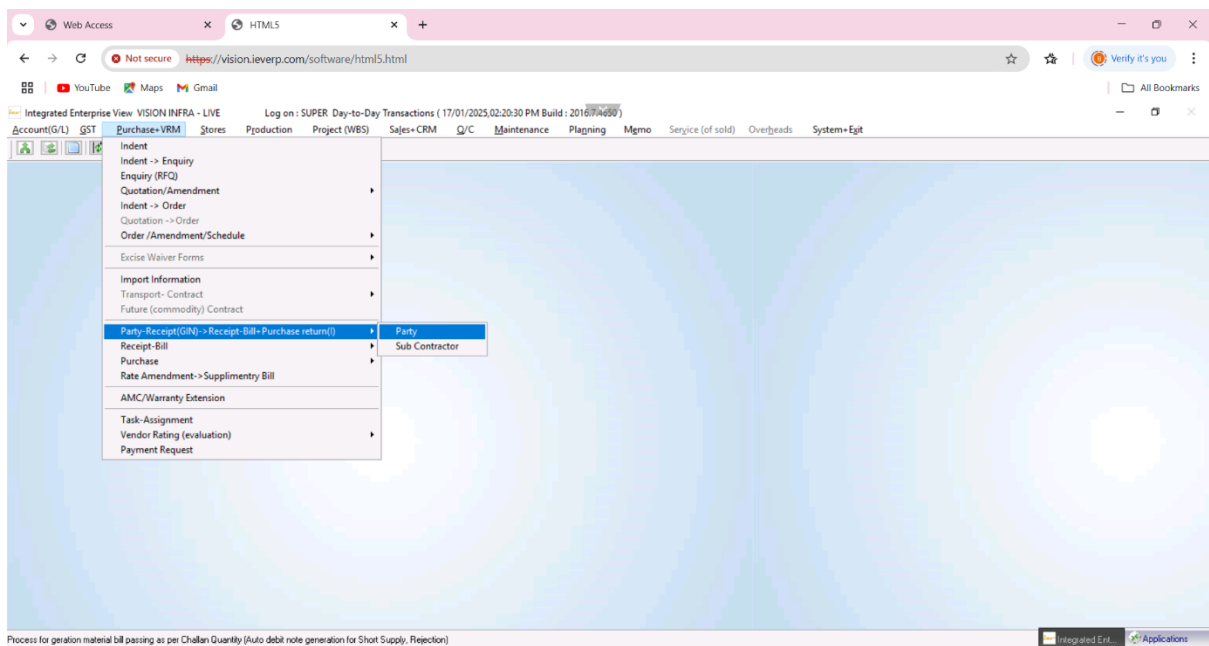 Web Access
HTML5
Not secure https://vision.ieverp.com/software/html5.html
Verify it's you
YouTube Maps Gmail
All Bookmarks
Integrated Enterprise View VISION INFRA - LIVE Log on : SUPER Day-to-Day Transactions ( 17/01/2025,02:20:30 PM Build : 2016.7.4650 )
Account(G/L) GST Purchase+VRM Stores Production Project (WBS) Sales+CRM Q/C Maintenance Planning Memo Service (of sold) Overheads System+Exit
Indent
Indent -> Enquiry
Enquiry (RFQ)
Quotation/Amendment
Indent -> Order
Quotation ->Order
Order /Amendment/Schedule
Excise Waiver Forms
Import Information
Transport- Contract
Future (commodity) Contract
Party-Receipt(GIN)->Receipt-Bill+Purchase return(I) Party
Receipt-Bill Sub Contractor
Purchase
Rate Amendment->Supplimentry Bill
AMC/Warranty Extension
Task-Assignment
Vendor Rating (evaluation)
Payment Request
Process for geration material bill passing as per Challan Quantity (Auto debit note generation for Short Supply, Rejection)
Integrated Ent... Applications